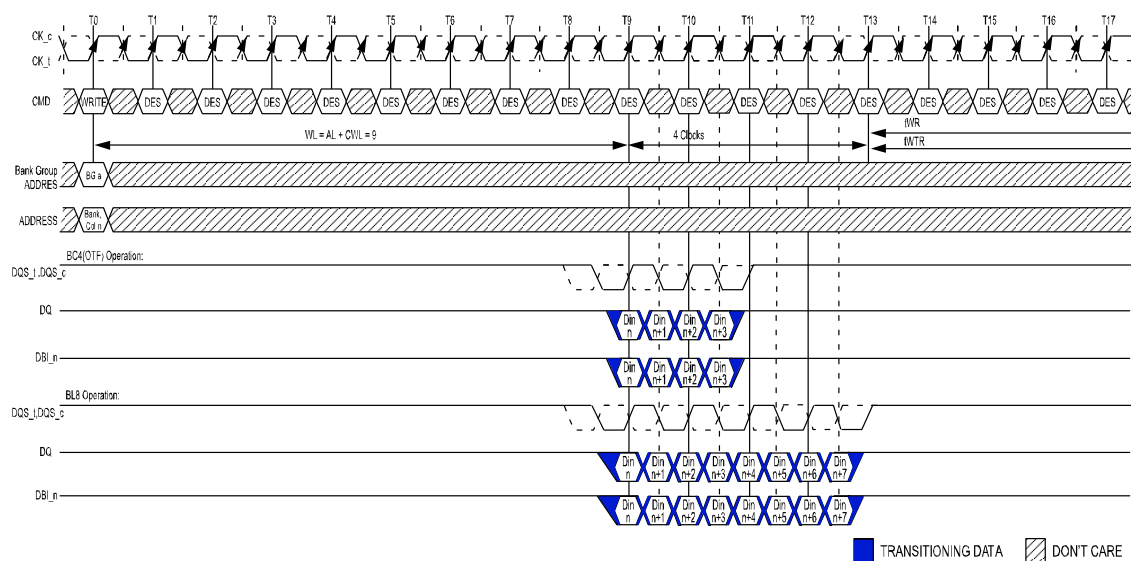 T0 T1 T2 T3 T4 T5 T6 T7 T8 T9 T10 T11 T12 T13 T14 T15 T16 T17
CK_c
CK_t
CMD WRITE DES DES DES DES DES DES DES DES DES DES DES DES DES DES DES DES DES
WL = AL + CWL = 9 4 Clocks tWR
tWTR
Bank Group
ADDRES BG a
ADDRESS Bank,
Col n
BC4(OTF) Operation:
DQS_t ,DQS_c
DQ Din Din Din Din
n n+1 n+2 n+3
DBI_n Din Din Din Din
n n+1 n+2 n+3
BL8 Operation:
DQS_t,DQS_c
DQ Din Din Din Din Din Din Din Din
n n+1 n+2 n+3 n+4 n+5 n+6 n+7
DBI_n Din Din Din Din Din Din Din Din
n n+1 n+2 n+3 n+4 n+5 n+6 n+7
TRANSITIONING DATA DON'T CARE